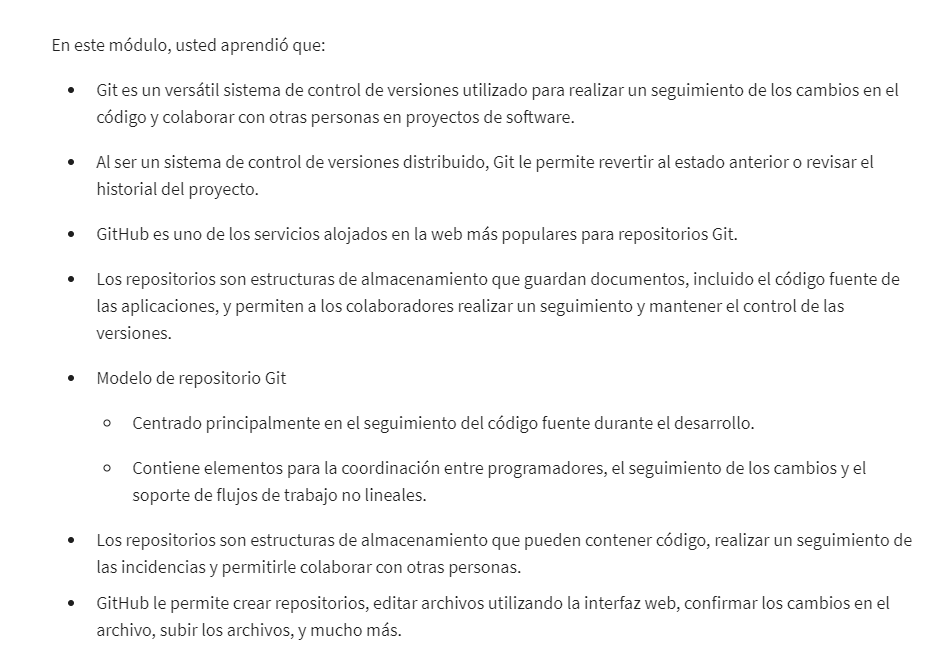 En este módulo, usted aprendió que:
• Git es un versátil sistema de control de versiones utilizado para realizar un seguimiento de los cambios en el
código y colaborar con otras personas en proyectos de software.
• Al ser un sistema de control de versiones distribuido, Git le permite revertir al estado anterior o revisar el
historial del proyecto.
• GitHub es uno de los servicios alojados en la web más populares para repositorios Git.
• Los repositorios son estructuras de almacenamiento que guardan documentos, incluido el código fuente de
las aplicaciones, y permiten a los colaboradores realizar un seguimiento y mantener el control de las
versiones.
• Modelo de repositorio Git
○ Centrado principalmente en el seguimiento del código fuente durante el desarrollo.
○ Contiene elementos para la coordinación entre programadores, el seguimiento de los cambios y el
soporte de flujos de trabajo no lineales.
• Los repositorios son estructuras de almacenamiento que pueden contener código, realizar un seguimiento de
las incidencias y permitirle colaborar con otras personas.
• GitHub le permite crear repositorios, editar archivos utilizando la interfaz web, confirmar los cambios en el
archivo, subir los archivos, y mucho más.